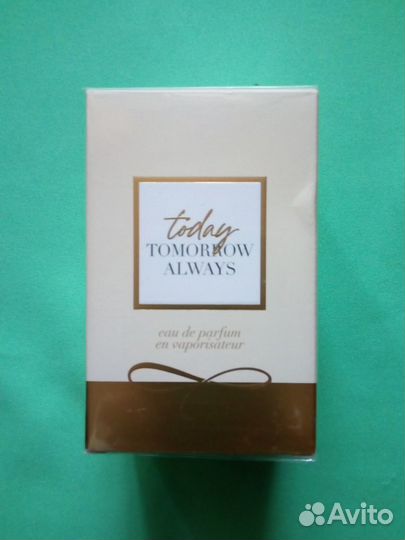 today
TOMORROW
ALWAYS
eau de parfum
en vaporisateur
Avito